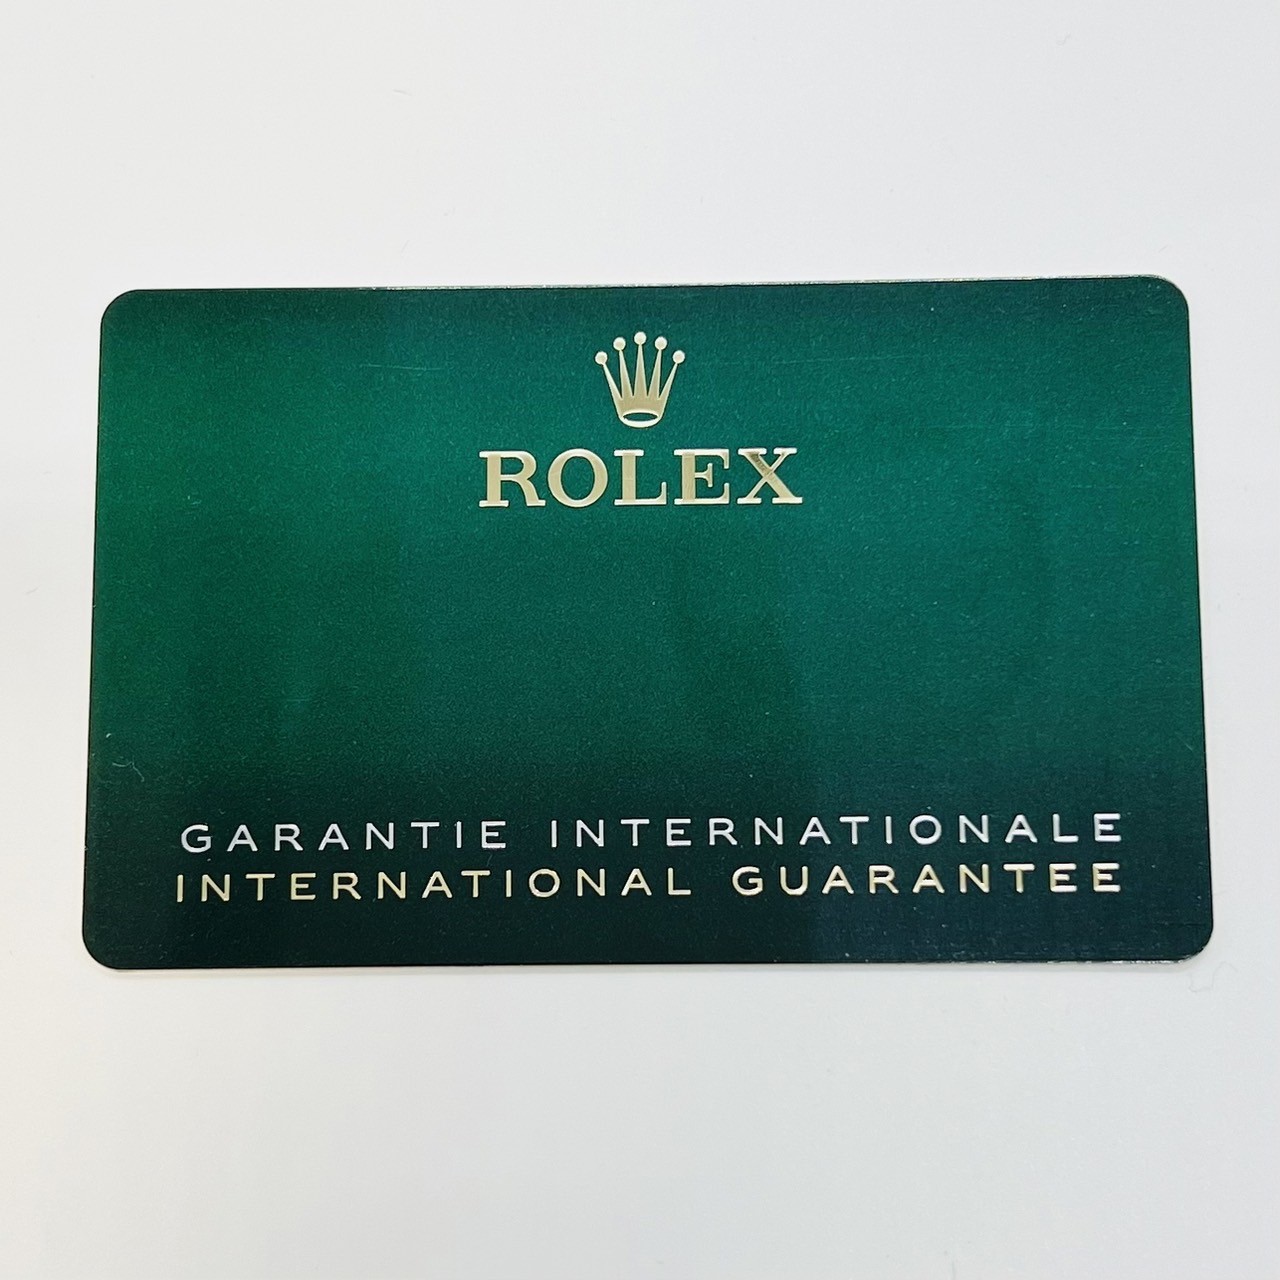 ROLEX
GARANTIE INTERNATIONALE
INTERNATIONAL GUARANTEE